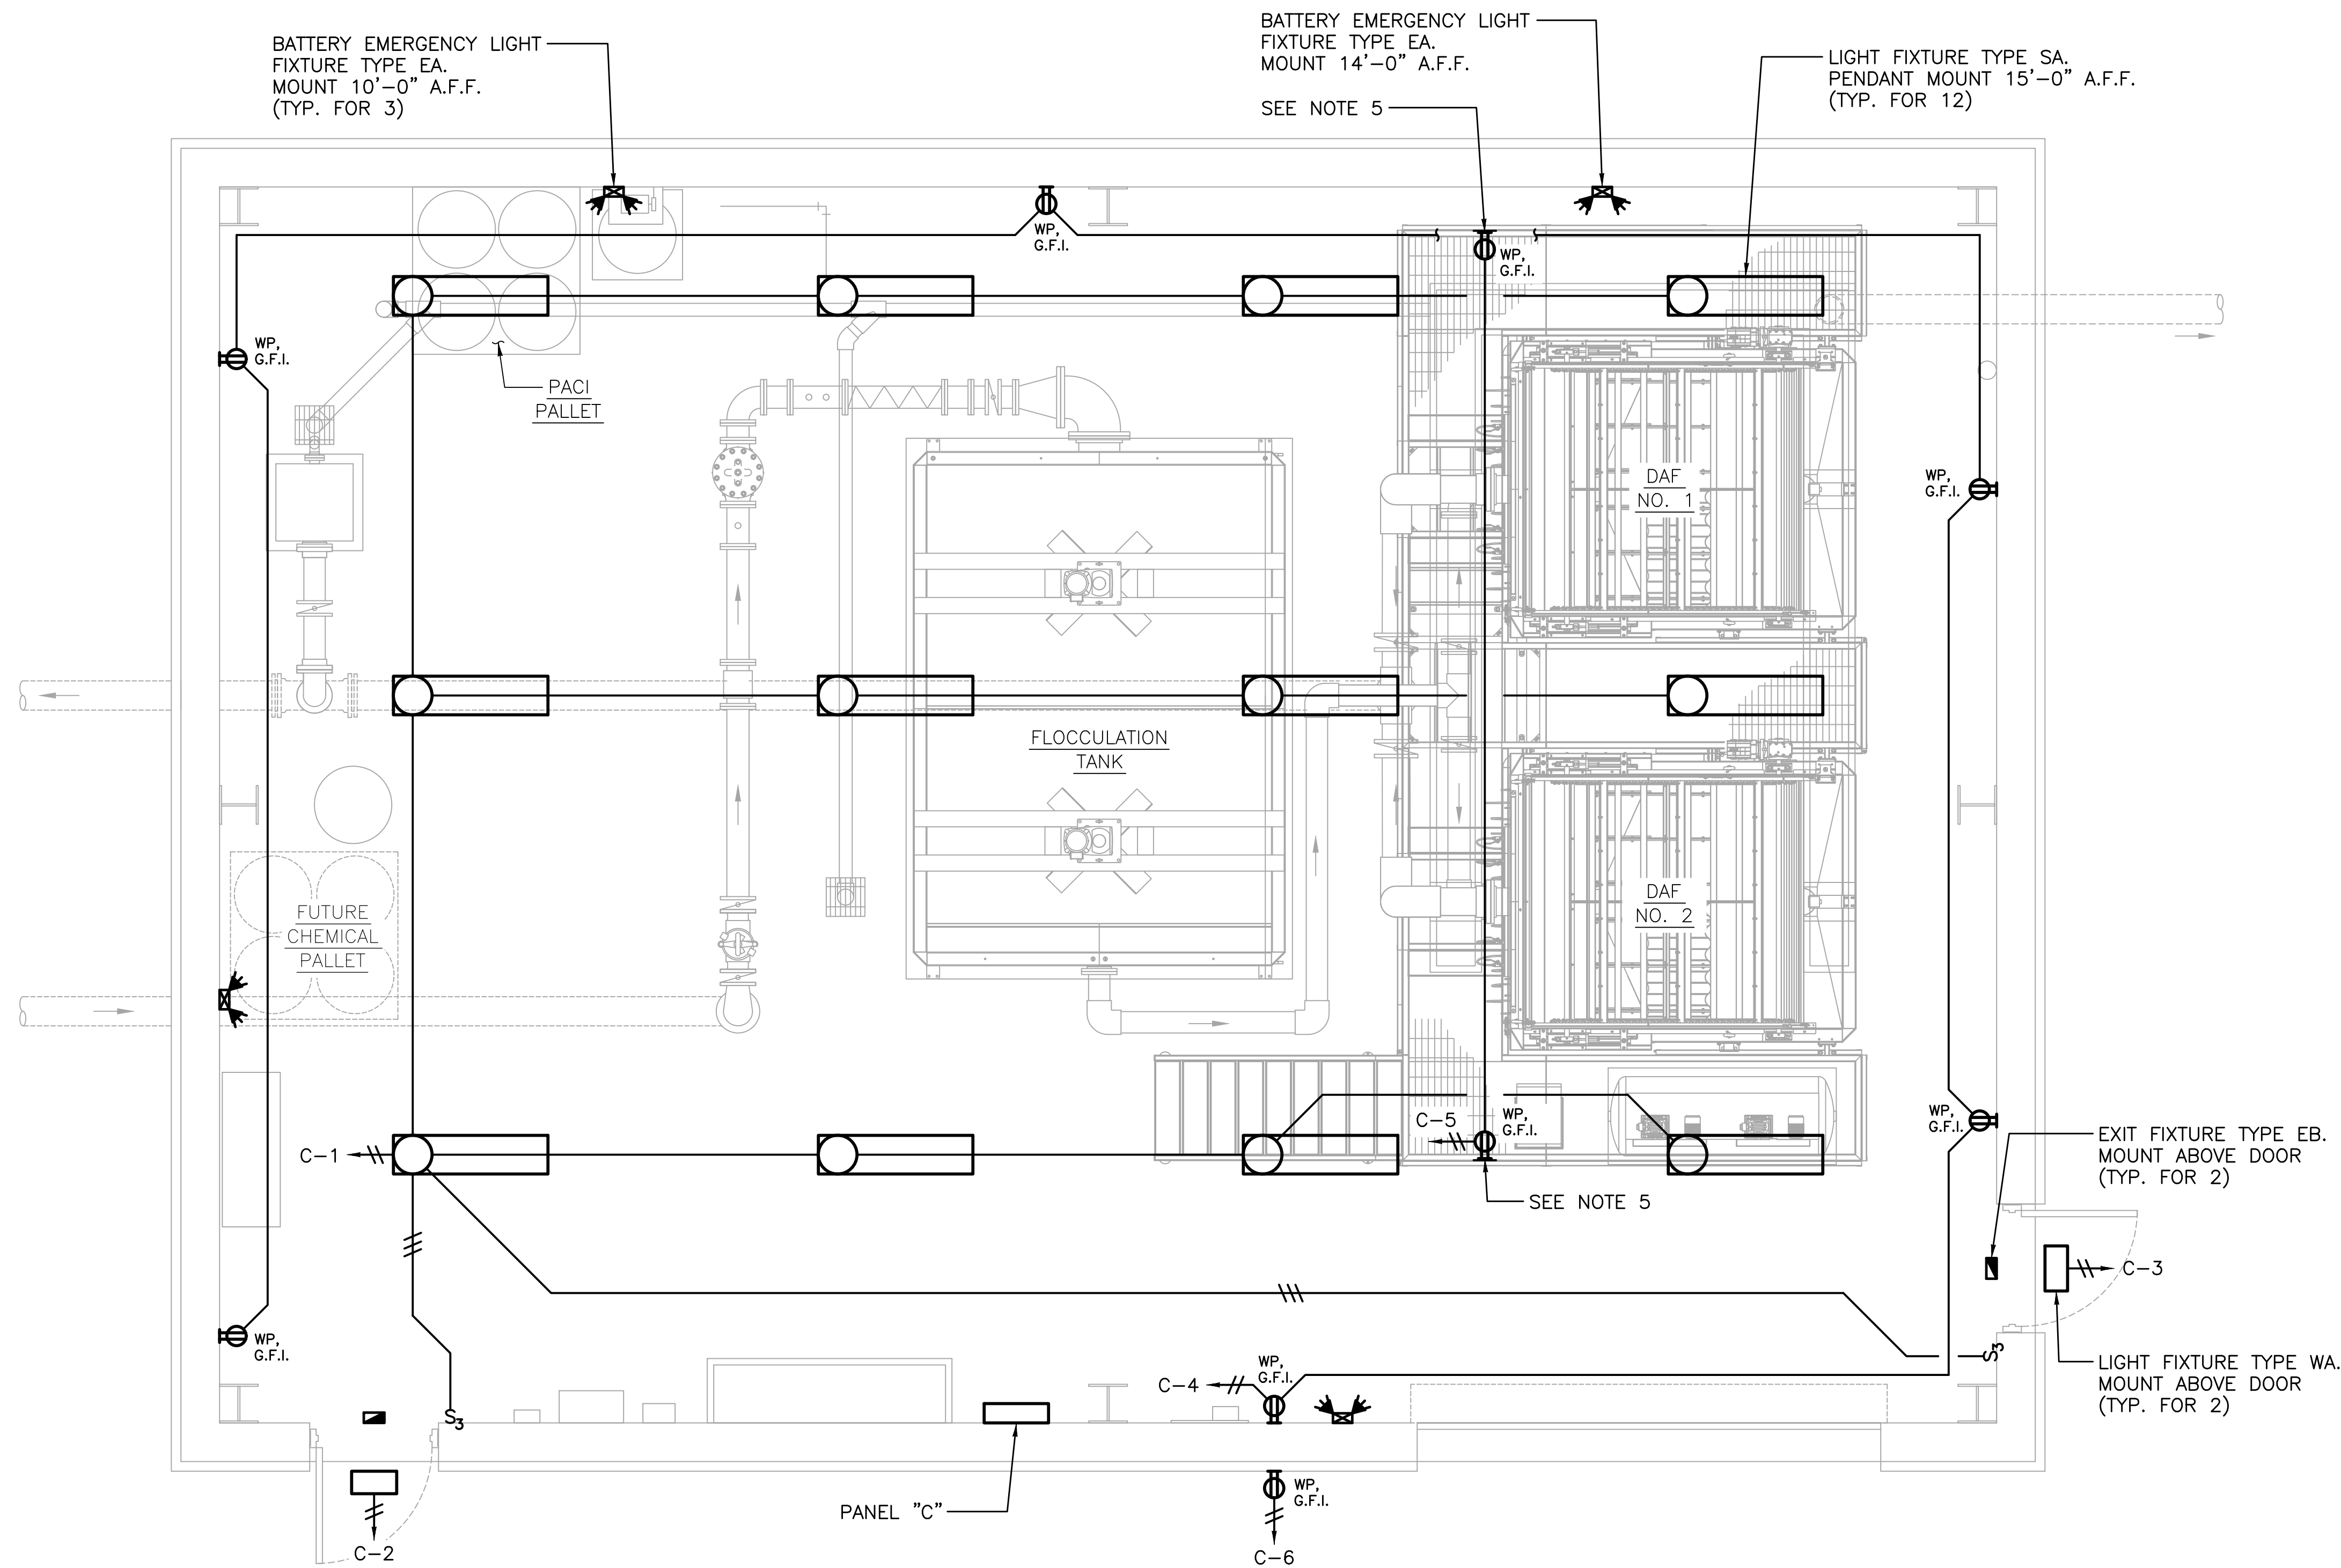 BATTERY EMERGENCY LIGHT
FIXTURE TYPE EA.
MOUNT 10'-0" A.F.F.
(TYP. FOR 3)
BATTERY EMERGENCY LIGHT
FIXTURE TYPE EA.
MOUNT 14'-0" A.F.F.
SEE NOTE 5
LIGHT FIXTURE TYPE SA.
PENDANT MOUNT 15'-0" A.F.F.
(TYP. FOR 12)
WP,
G.F.I.
WP,
G.F.I.
WP,
G.F.I.
PACI
PALLET
DAF
NO. 1
WP,
G.F.I.
FLOCCULATION
TANK
DAF
NO. 2
FUTURE
CHEMICAL
PALLET
C-5
WP,
G.F.I.
WP,
G.F.I.
C-1
EXIT FIXTURE TYPE EB.
MOUNT ABOVE DOOR
(TYP. FOR 2)
SEE NOTE 5
C-3
WP,
G.F.I.
S3
WP,
G.F.I.
C-4
LIGHT FIXTURE TYPE WA.
MOUNT ABOVE DOOR
(TYP. FOR 2)
S3
WP,
G.F.I.
PANEL "C"
C-2
C-6